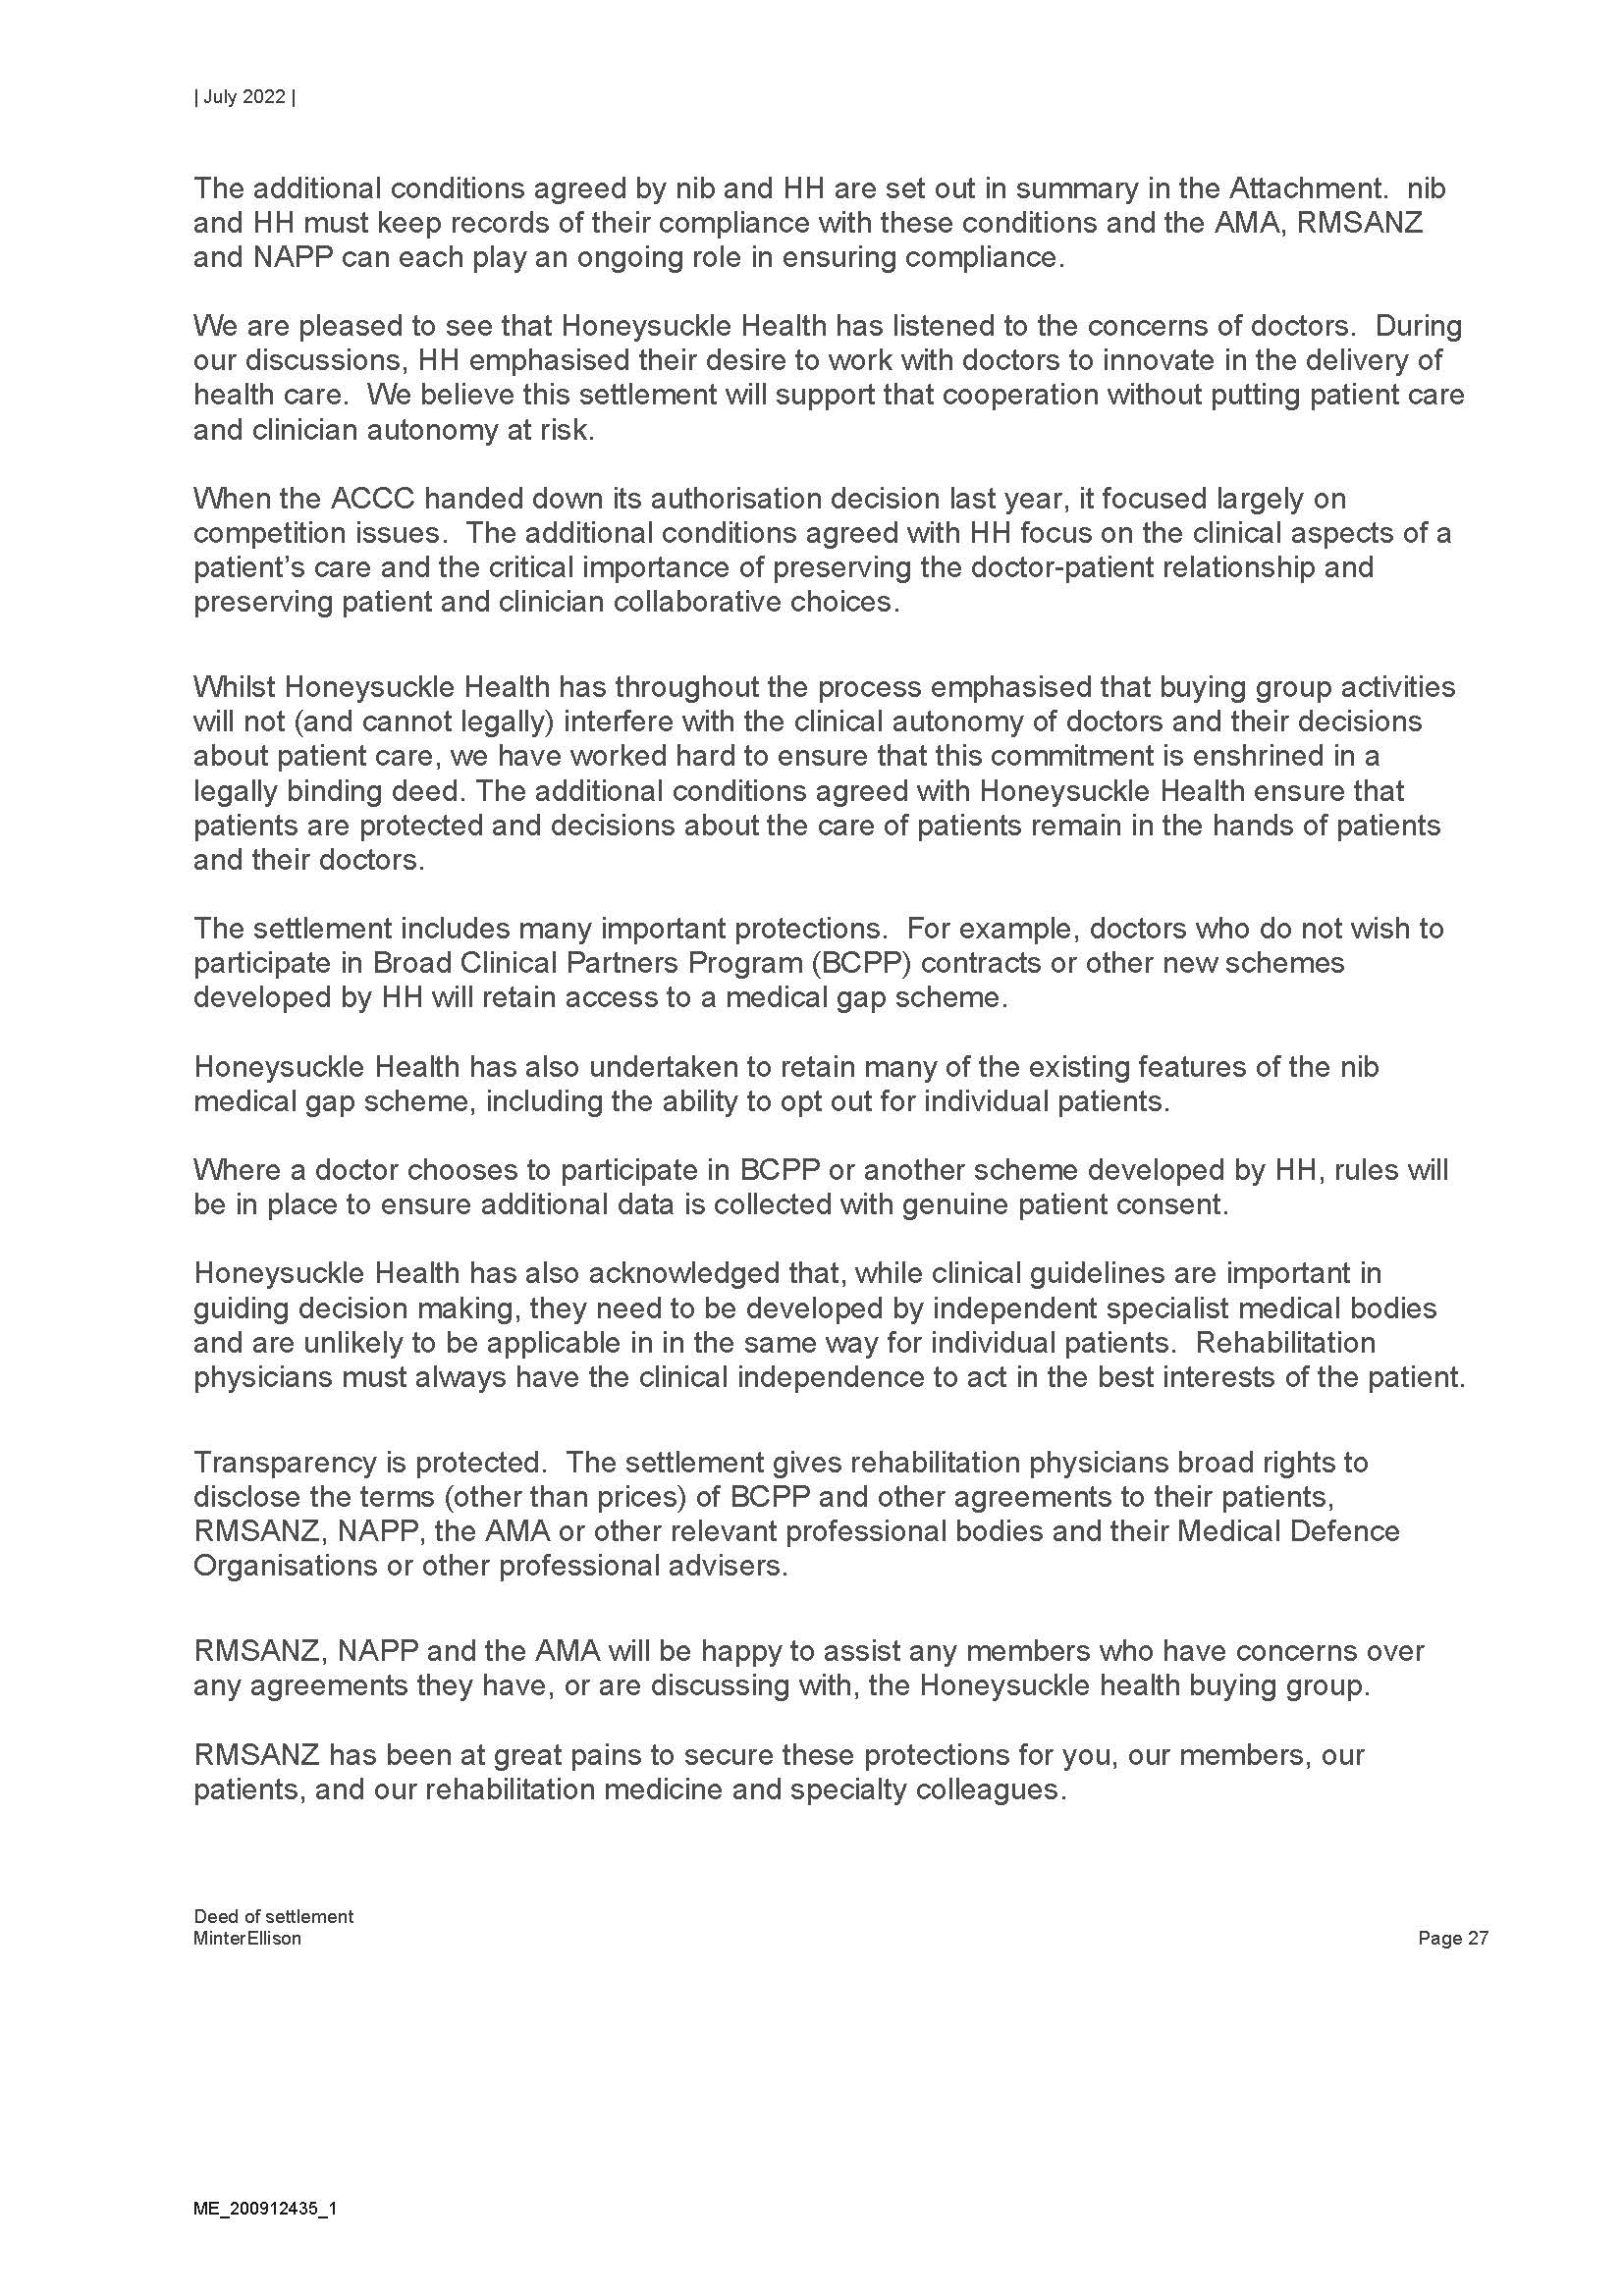 | July 2022 |
The additional conditions agreed by nib and HH are set out in summary in the Attachment.  nib
and HH must keep records of their compliance with these conditions and the AMA, RMSANZ
and NAPP can each play an ongoing role in ensuring compliance.
We are pleased to see that Honeysuckle Health has listened to the concerns of doctors.  During
our discussions, HH emphasised their desire to work with doctors to innovate in the delivery of
health care.  We believe this settlement will support that cooperation without putting patient care
and clinician autonomy at risk.
When the ACCC handed down its authorisation decision last year, it focused largely on
competition issues.  The additional conditions agreed with HH focus on the clinical aspects of a
patient’s care and the critical importance of preserving the doctor-patient relationship and
preserving patient and clinician collaborative choices.
Whilst Honeysuckle Health has throughout the process emphasised that buying group activities
will not (and cannot legally) interfere with the clinical autonomy of doctors and their decisions
about patient care, we have worked hard to ensure that this commitment is enshrined in a
legally binding deed. The additional conditions agreed with Honeysuckle Health ensure that
patients are protected and decisions about the care of patients remain in the hands of patients
and their doctors.
The settlement includes many important protections.  For example, doctors who do not wish to
participate in Broad Clinical Partners Program (BCPP) contracts or other new schemes
developed by HH will retain access to a medical gap scheme.
Honeysuckle Health has also undertaken to retain many of the existing features of the nib
medical gap scheme, including the ability to opt out for individual patients.
Where a doctor chooses to participate in BCPP or another scheme developed by HH, rules will
be in place to ensure additional data is collected with genuine patient consent.
Honeysuckle Health has also acknowledged that, while clinical guidelines are important in
guiding decision making, they need to be developed by independent specialist medical bodies
and are unlikely to be applicable in in the same way for individual patients.  Rehabilitation
physicians must always have the clinical independence to act in the best interests of the patient.
Transparency is protected.  The settlement gives rehabilitation physicians broad rights to
disclose the terms (other than prices) of BCPP and other agreements to their patients,
RMSANZ, NAPP, the AMA or other relevant professional bodies and their Medical Defence
Organisations or other professional advisers.
RMSANZ, NAPP and the AMA will be happy to assist any members who have concerns over
any agreements they have, or are discussing with, the Honeysuckle health buying group.
RMSANZ has been at great pains to secure these protections for you, our members, our
patients, and our rehabilitation medicine and specialty colleagues.
Deed of settlement
MinterEllison Page 27
ME_200912435_1